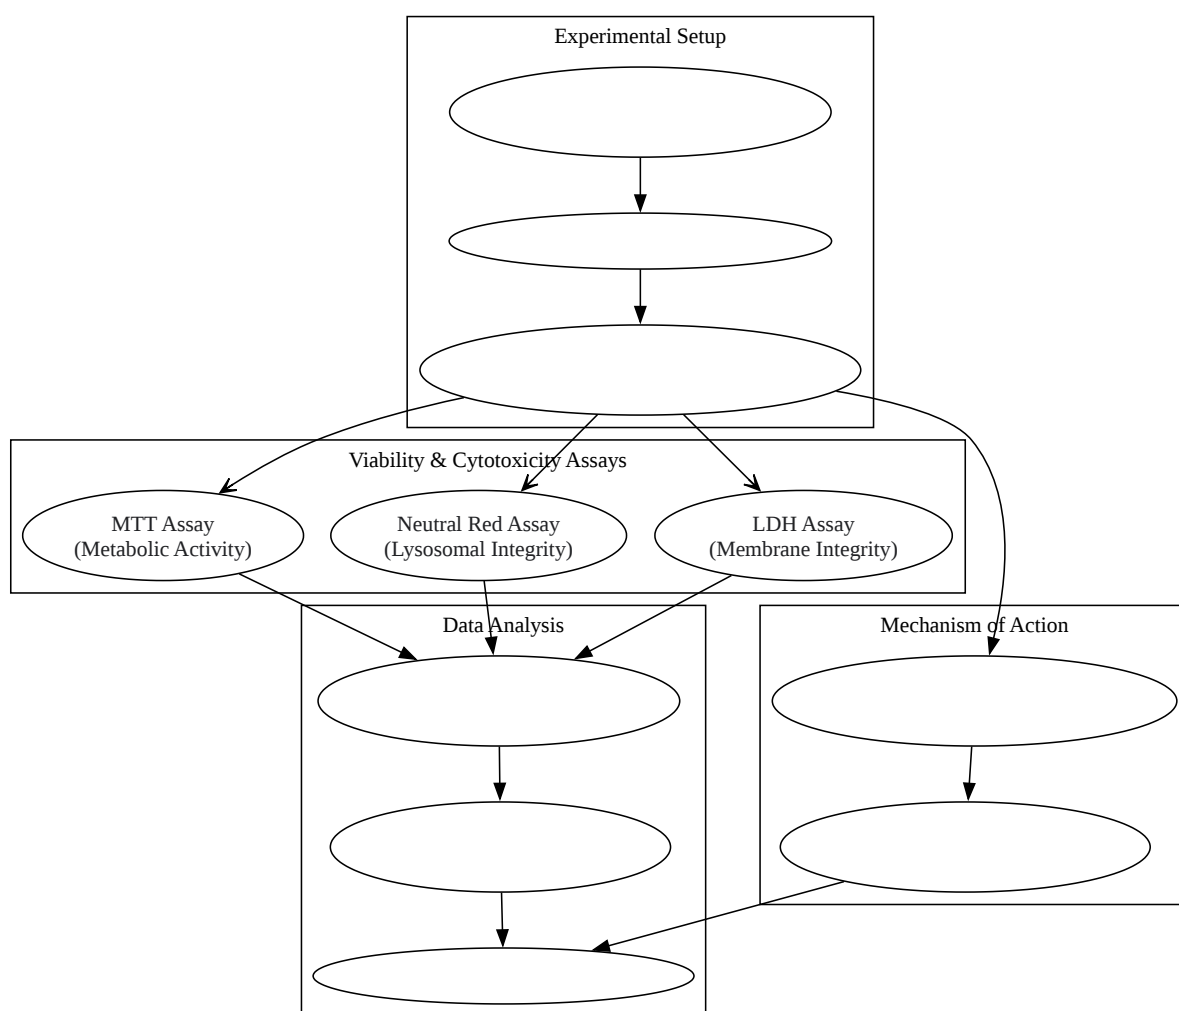 Experimental Setup
Viability & Cytotoxicity Assays
MTT Assay
(Metabolic Activity)
Neutral Red Assay
(Lysosomal Integrity)
LDH Assay
(Membrane Integrity)
Data Analysis
Mechanism of Action